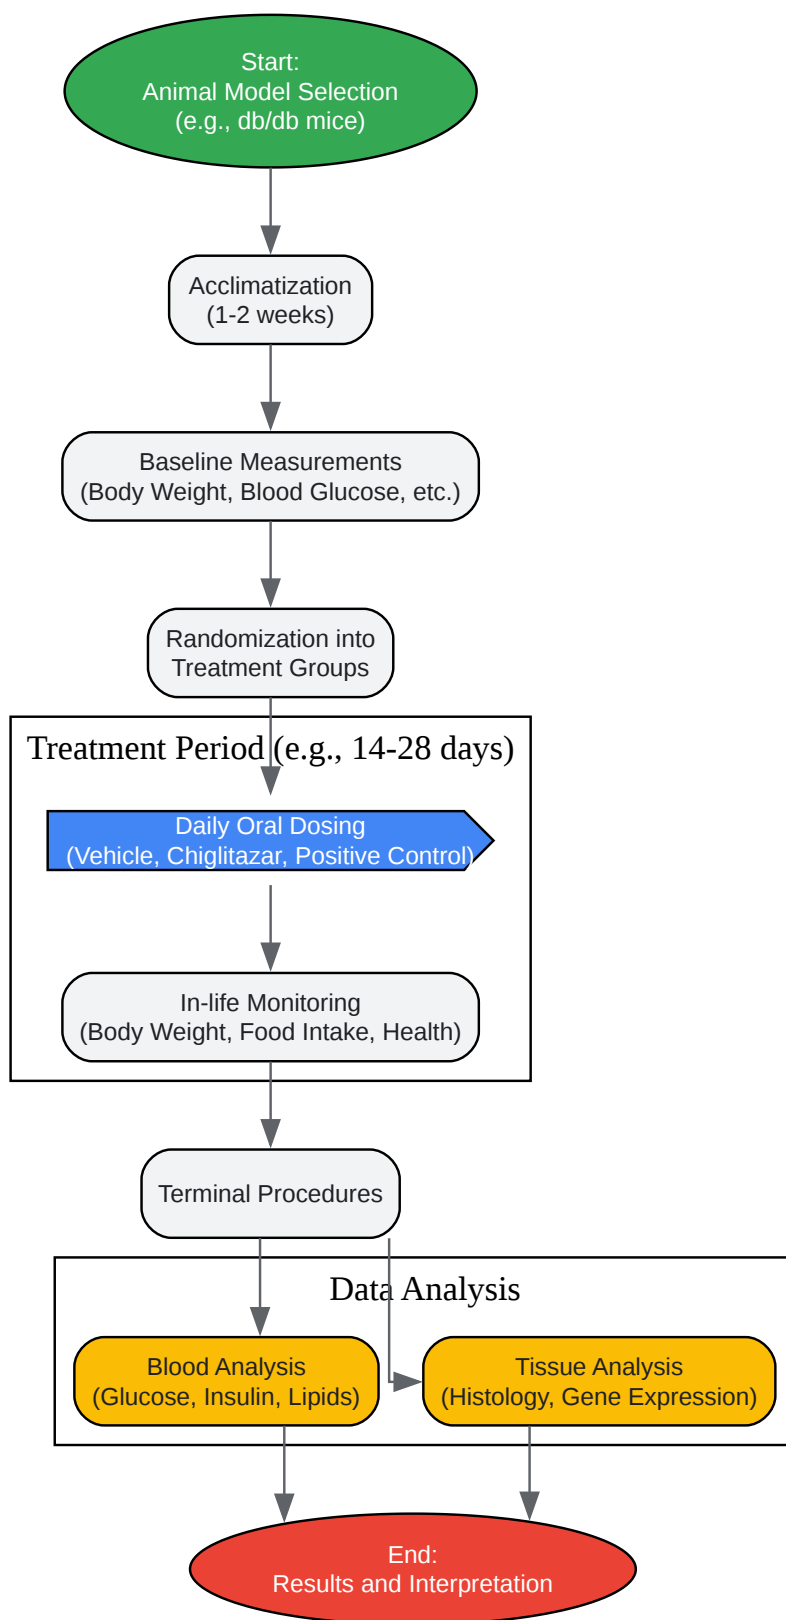 Start:
Animal Model Selection
(e.g., db/db mice)
Acclimatization
(1-2 weeks)
Baseline Measurements
(Body Weight, Blood Glucose, etc.)
Randomization into
Treatment Groups
Treatment Period (e.g., 14-28 days)
Daily Oral Dosing
(Vehicle, Chiglitazar, Positive Control)
In-life Monitoring
(Body Weight, Food Intake, Health)
Terminal Procedures
Data Analysis
Blood Analysis
(Glucose, Insulin, Lipids)
Tissue Analysis
(Histology, Gene Expression)
End:
Results and Interpretation